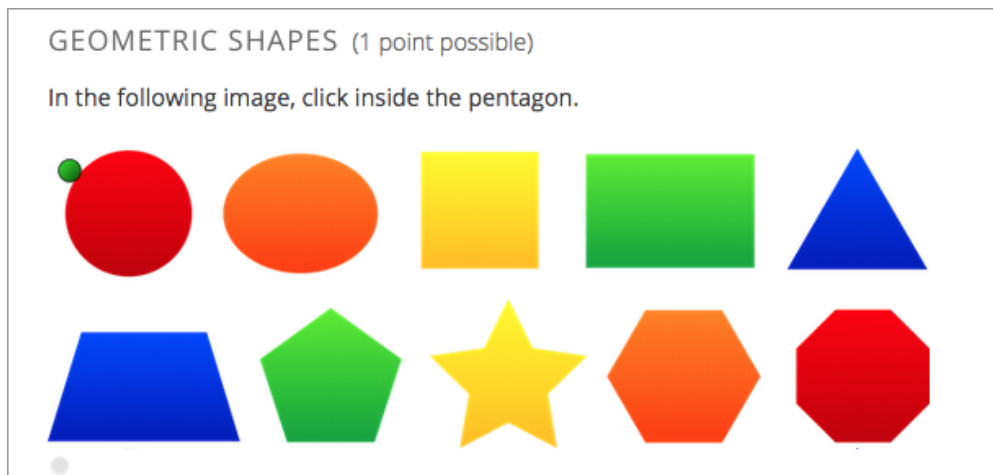 GEOMETRIC SHAPES (1 point possible)
In the following image, click inside the pentagon.